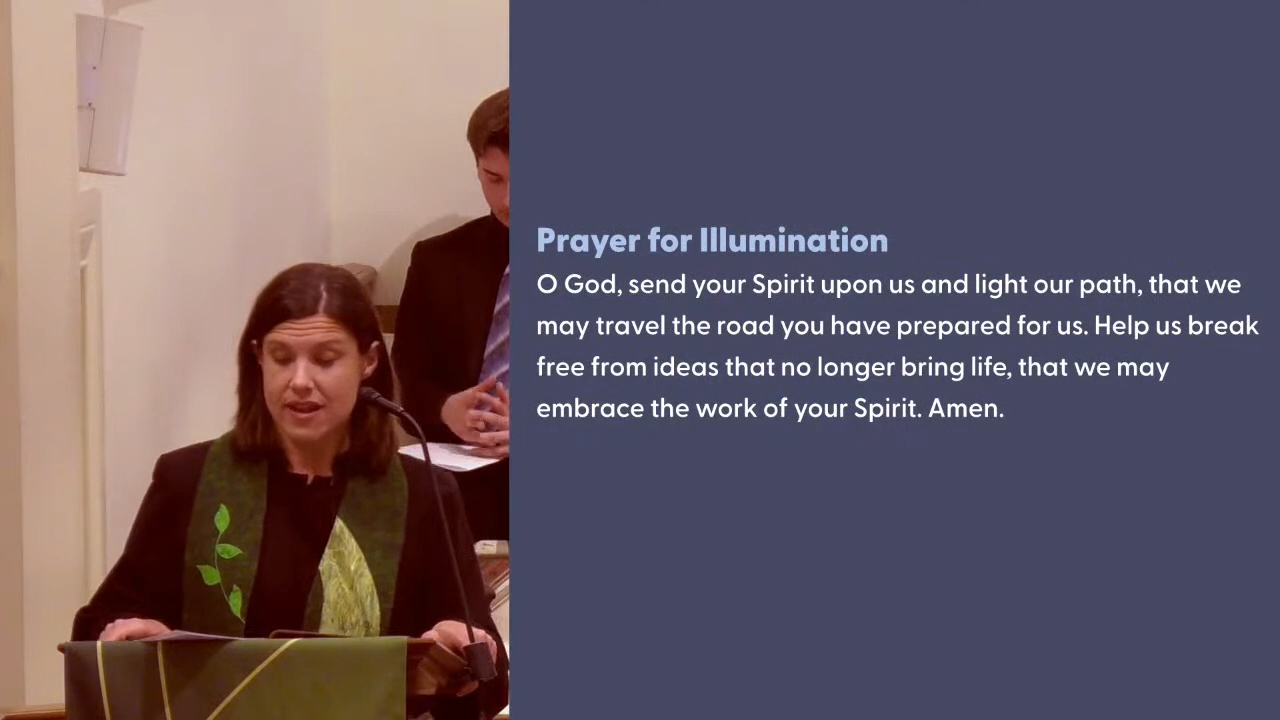 Prayer for Illumination
O God, send your Spirit upon us and light our path, that we
may travel the road you have prepared for us. Help us break
free from ideas that no longer bring life, that we may
embrace the work of your Spirit. Amen.